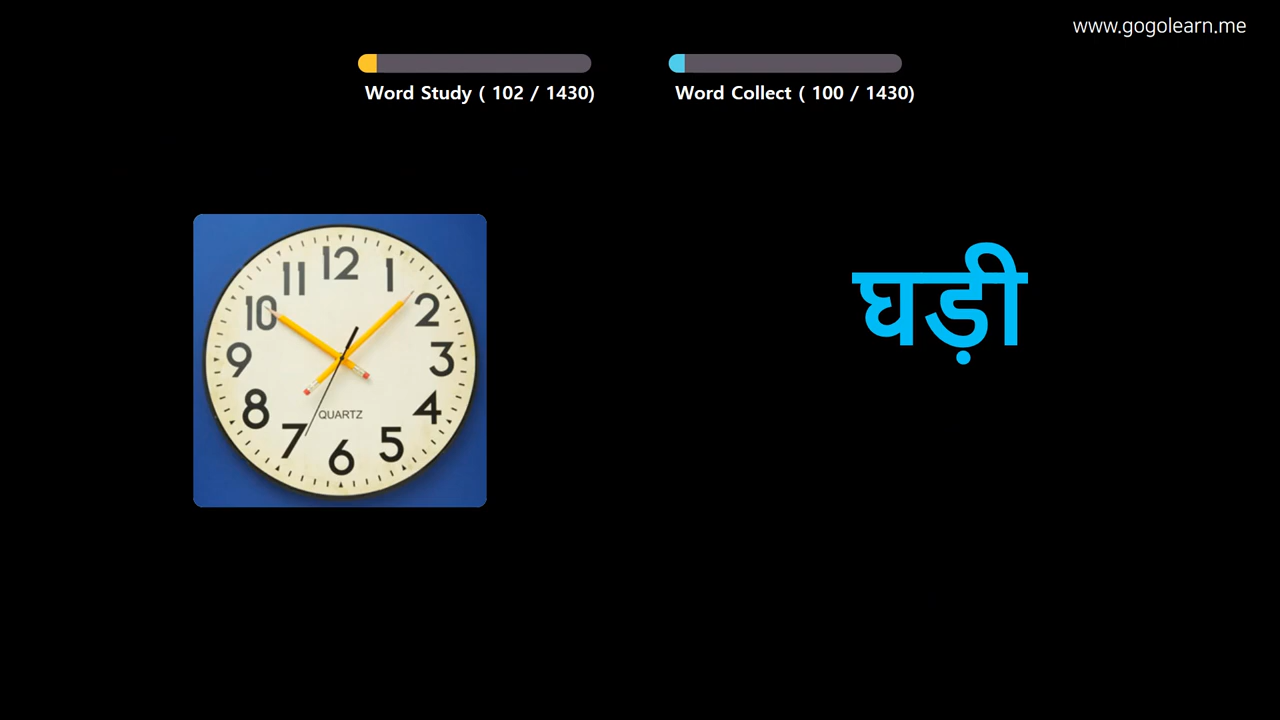 www.gogolearn.me
Word Study ( 102 / 1430)
Word Collect ( 100 / 1430)
घड़ी
12
1
2
3
4
5
6
7
8
9
10
11
QUARTZ